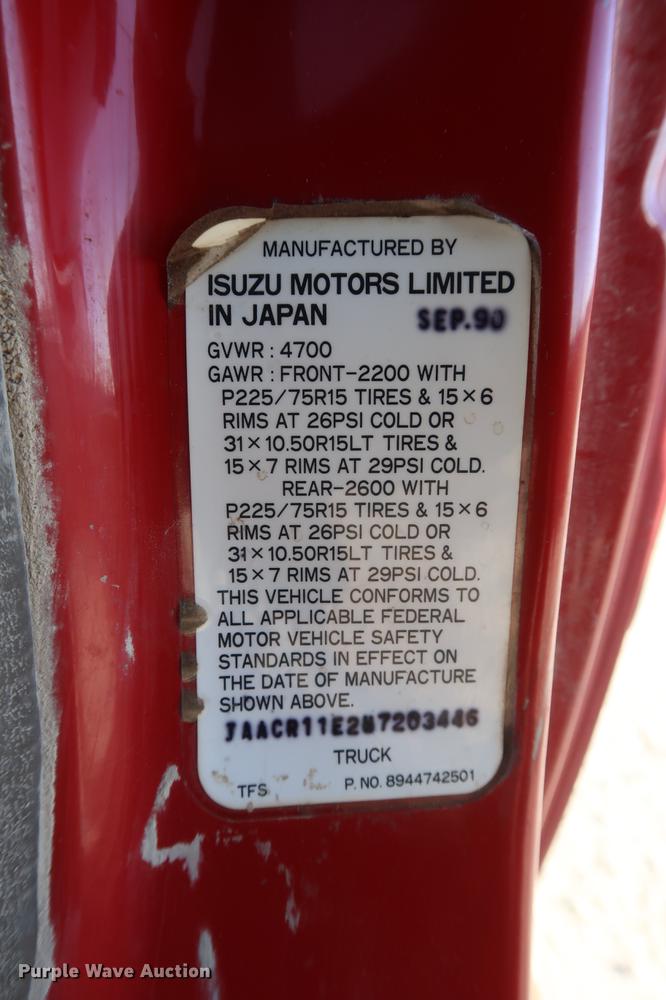 MANUFACTURED BY
ISUZU MOTORS LIMITED
IN JAPAN SEP.90
GVWR : 4700
GAWR : FRONT-2200 WITH
P225/75R15 TIRES & 15×6
RIMS AT 26PSI COLD OR
31×10.50R15LT TIRES &
15×7 RIMS AT 29PSI COLD.
REAR-2600 WITH
P225/75R15 TIRES & 15×6
RIMS AT 26PSI COLD OR
31×10.50R15LT TIRES &
15×7 RIMS AT 29PSI COLD.
THIS VEHICLE CONFORMS TO
ALL APPLICABLE FEDERAL
MOTOR VEHICLE SAFETY
STANDARDS IN EFFECT ON
THE DATE OF MANUFACTURE
SHOWN ABOVE.
JAACR11E2M7203446
TRUCK
TFS P. NO. 8944742501
Purple Wave Auction